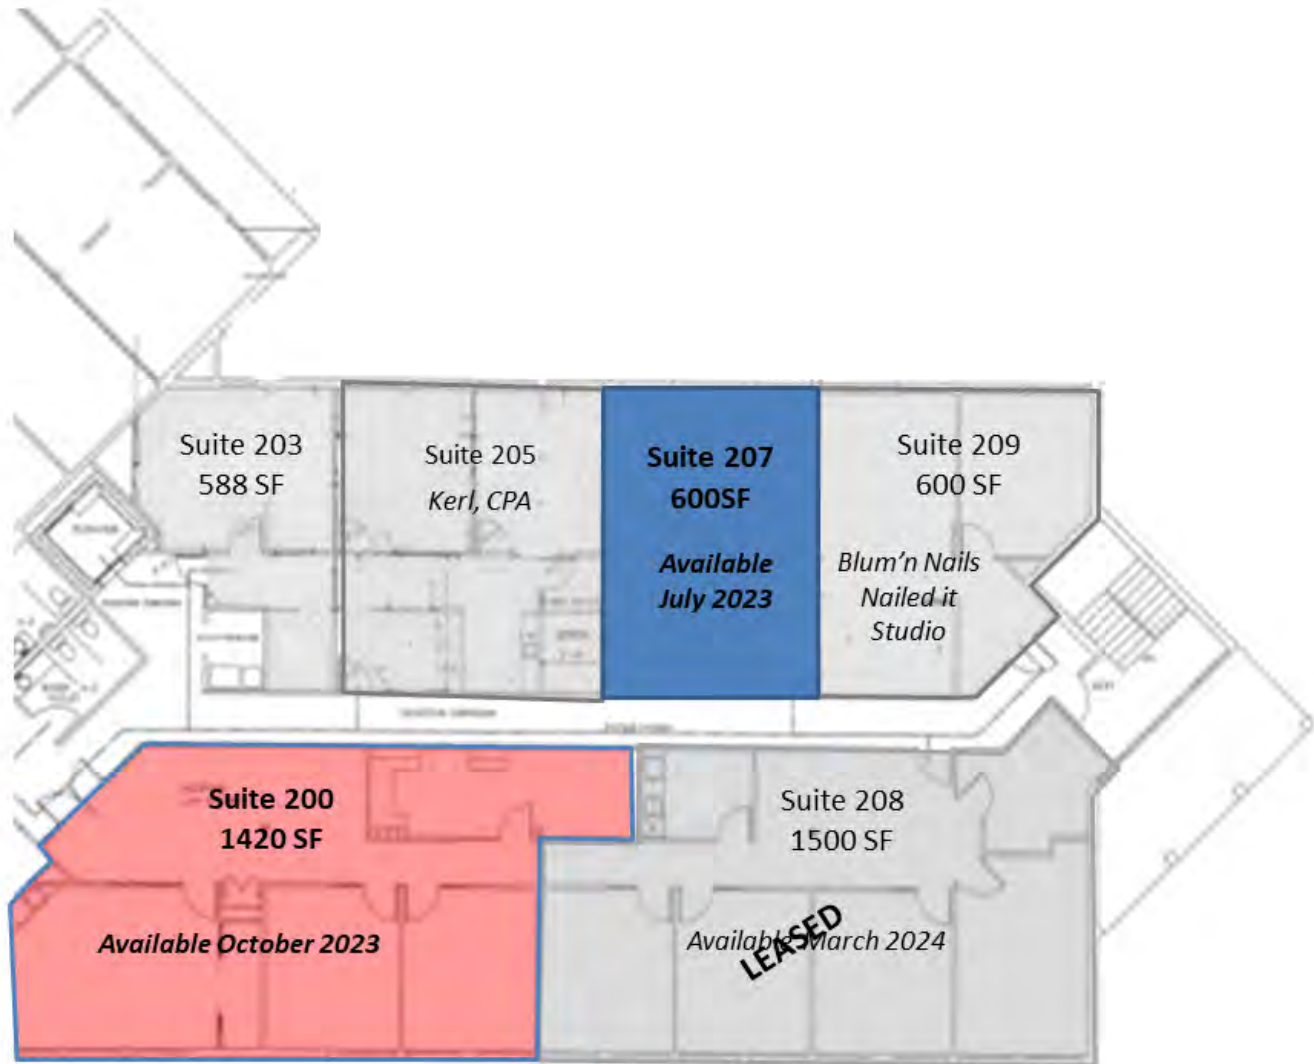 Suite 203
588 SF
Suite 205
Kerl, CPA
Suite 207
600SF
Available
July 2023
Suite 209
600 SF
Blum'n Nails
Nailed it
Studio
Suite 200
1420 SF
Available October 2023
Suite 208
1500 SF
Available March 2024
LEASED